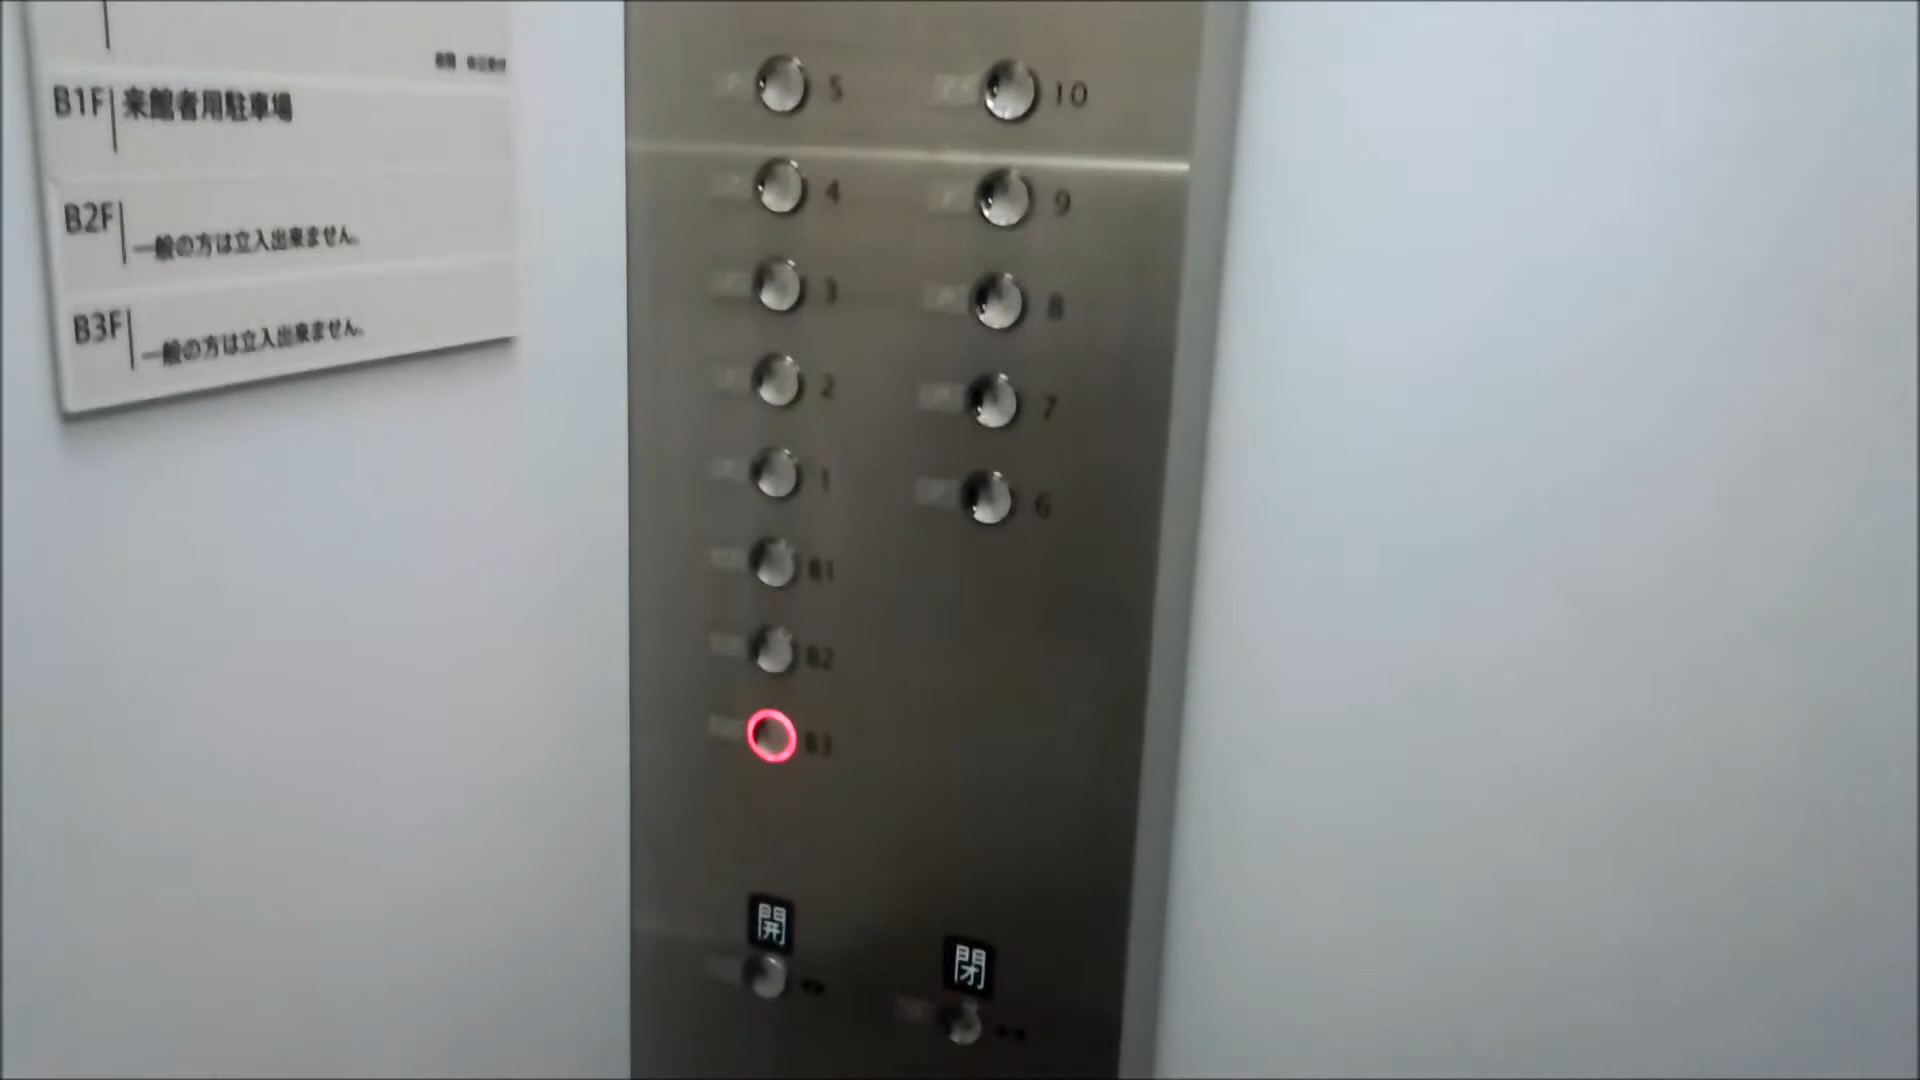 B1F 来館者用駐車場
B2F 一般の方は立入出来ません。
B3F 一般の方は立入出来ません。
5 10
4 9
3 8
2 7
1 6
B1
B2
B3
開 閉